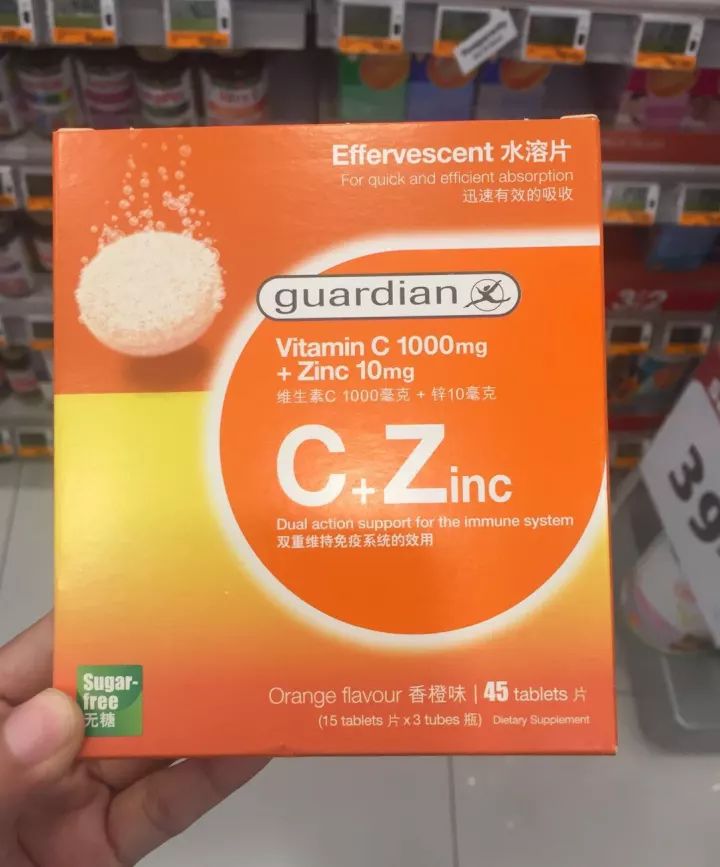 Effervescent 水溶片
For quick and efficient absorption
迅速有效的吸收
guardian
Vitamin C 1000mg
+ Zinc 10mg
维生素C 1000毫克 + 锌10毫克
C+Zinc
Dual action support for the immune system
双重维持免疫系统的效用
Sugar-
free
无糖
Orange flavour 香橙味 | 45 tablets 片
(15 tablets 片 x 3 tubes 瓶) Dietary Supplement
39